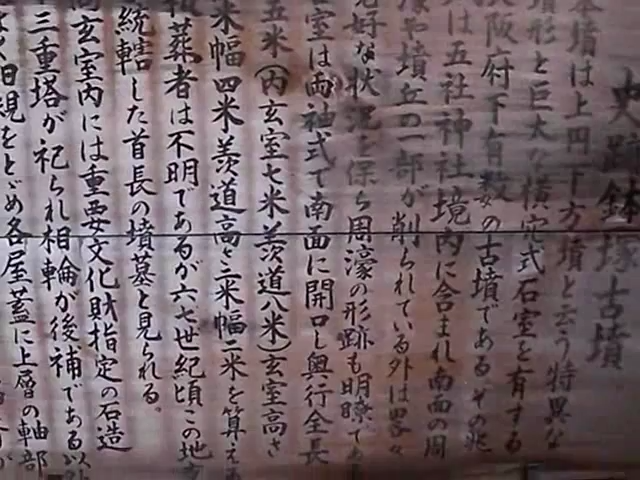 史跡鉢塚古墳
本墳は上円下方墳と云う特異な
墳形と巨大な横穴式石室を有する
大阪府下有数の古墳である その兆
は五社神社境内に含まれ南面の周
濠や墳丘の一部が削られている外は畧々
好な状況を保ち周濠の形跡も明瞭であ
室は両袖式で南面に開口し奥行全長
五米(内玄室七米羨道八米)玄室高さ
米幅四米羨道高さ三米幅二米を算え
葬者は不明であるが六七世紀頃この地方
統轄した首長の墳墓と見られる。
玄室内には重要文化財指定の石造
三重塔が祀られ相輪が後補である以外
旧規をとどめ各屋蓋に上層の軸部